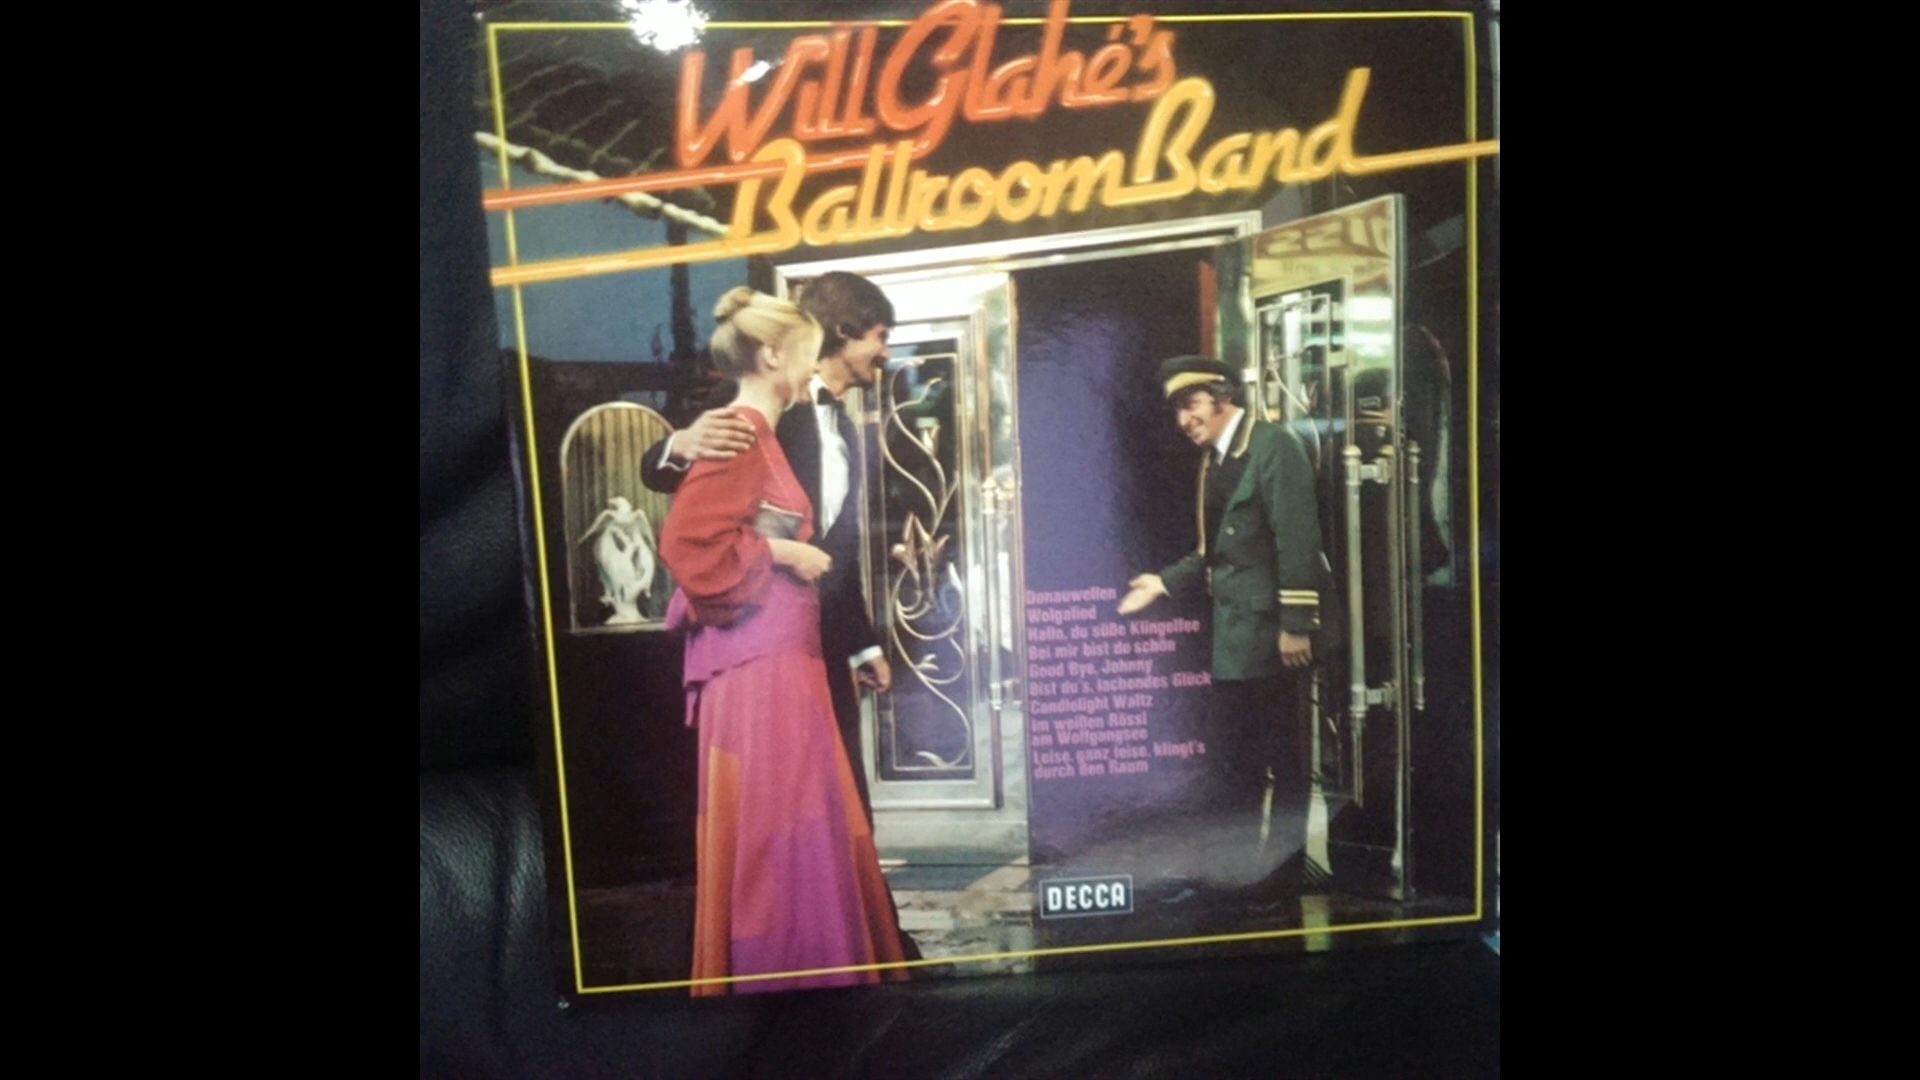 Will Glahé's
Ballroom Band
Donauwellen
Wolgalied
Hallo, du süße Klingelfee
Bei mir bist du schön
Good Bye, Johnny
Bist du's, lachendes Glück
Candlelight Waltz
Im weißen Rössl
am Wolfgangsee
Leise, ganz leise, klingt's
durch den Raum
DECCA